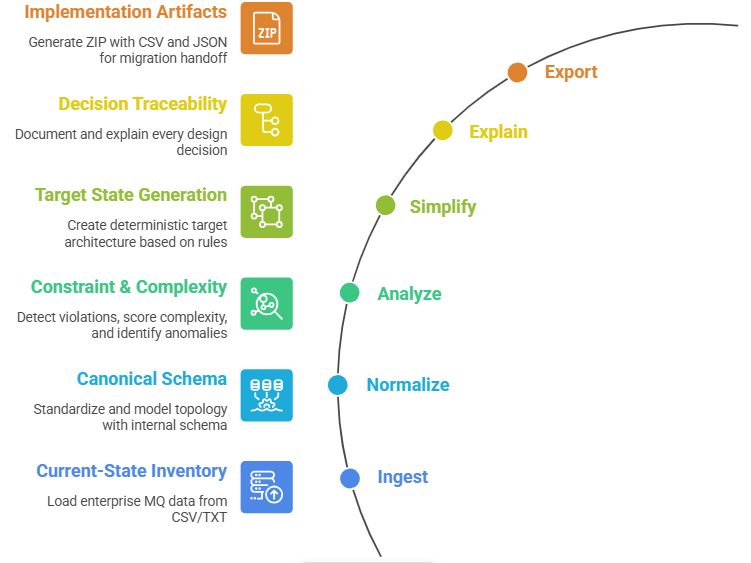 Implementation Artifacts
Generate ZIP with CSV and JSON
for migration handoff
ZIP
Export
Decision Traceability
Document and explain every design
decision
Explain
Target State Generation
Create deterministic target
architecture based on rules
Simplify
Constraint & Complexity
Detect violations, score complexity,
and identify anomalies
Analyze
Canonical Schema
Standardize and model topology
with internal schema
Normalize
Current-State Inventory
Load enterprise MQ data from
CSV/TXT
Ingest